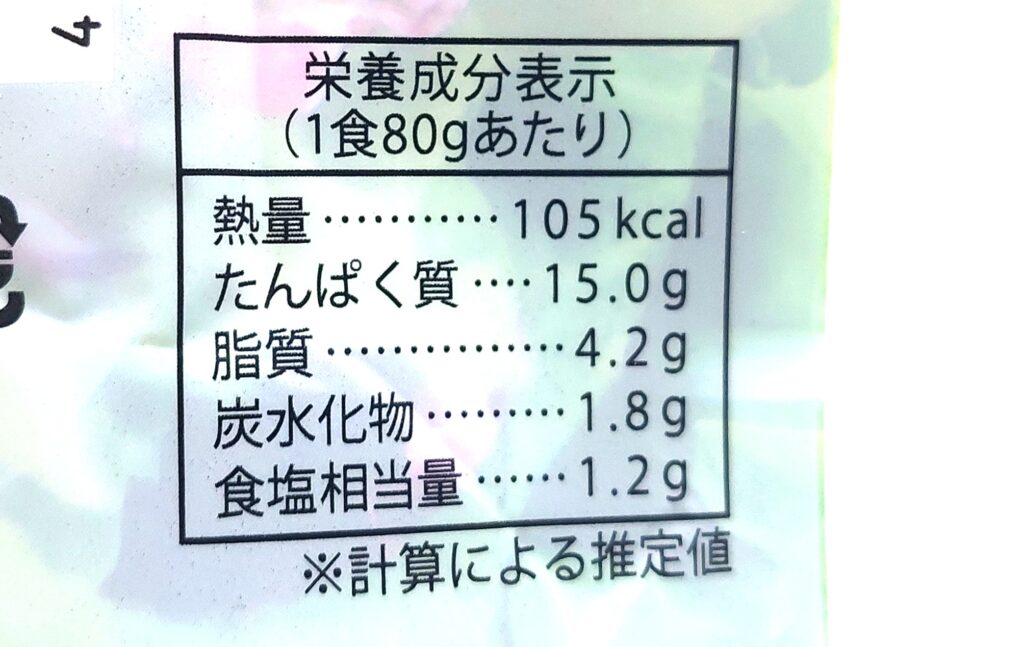 栄養成分表示
（1食80gあたり）
熱量…………105kcal
たんぱく質‥‥15.0g
脂質……………4.2g
炭水化物………1.8g
食塩相当量……1.2g
※計算による推定値